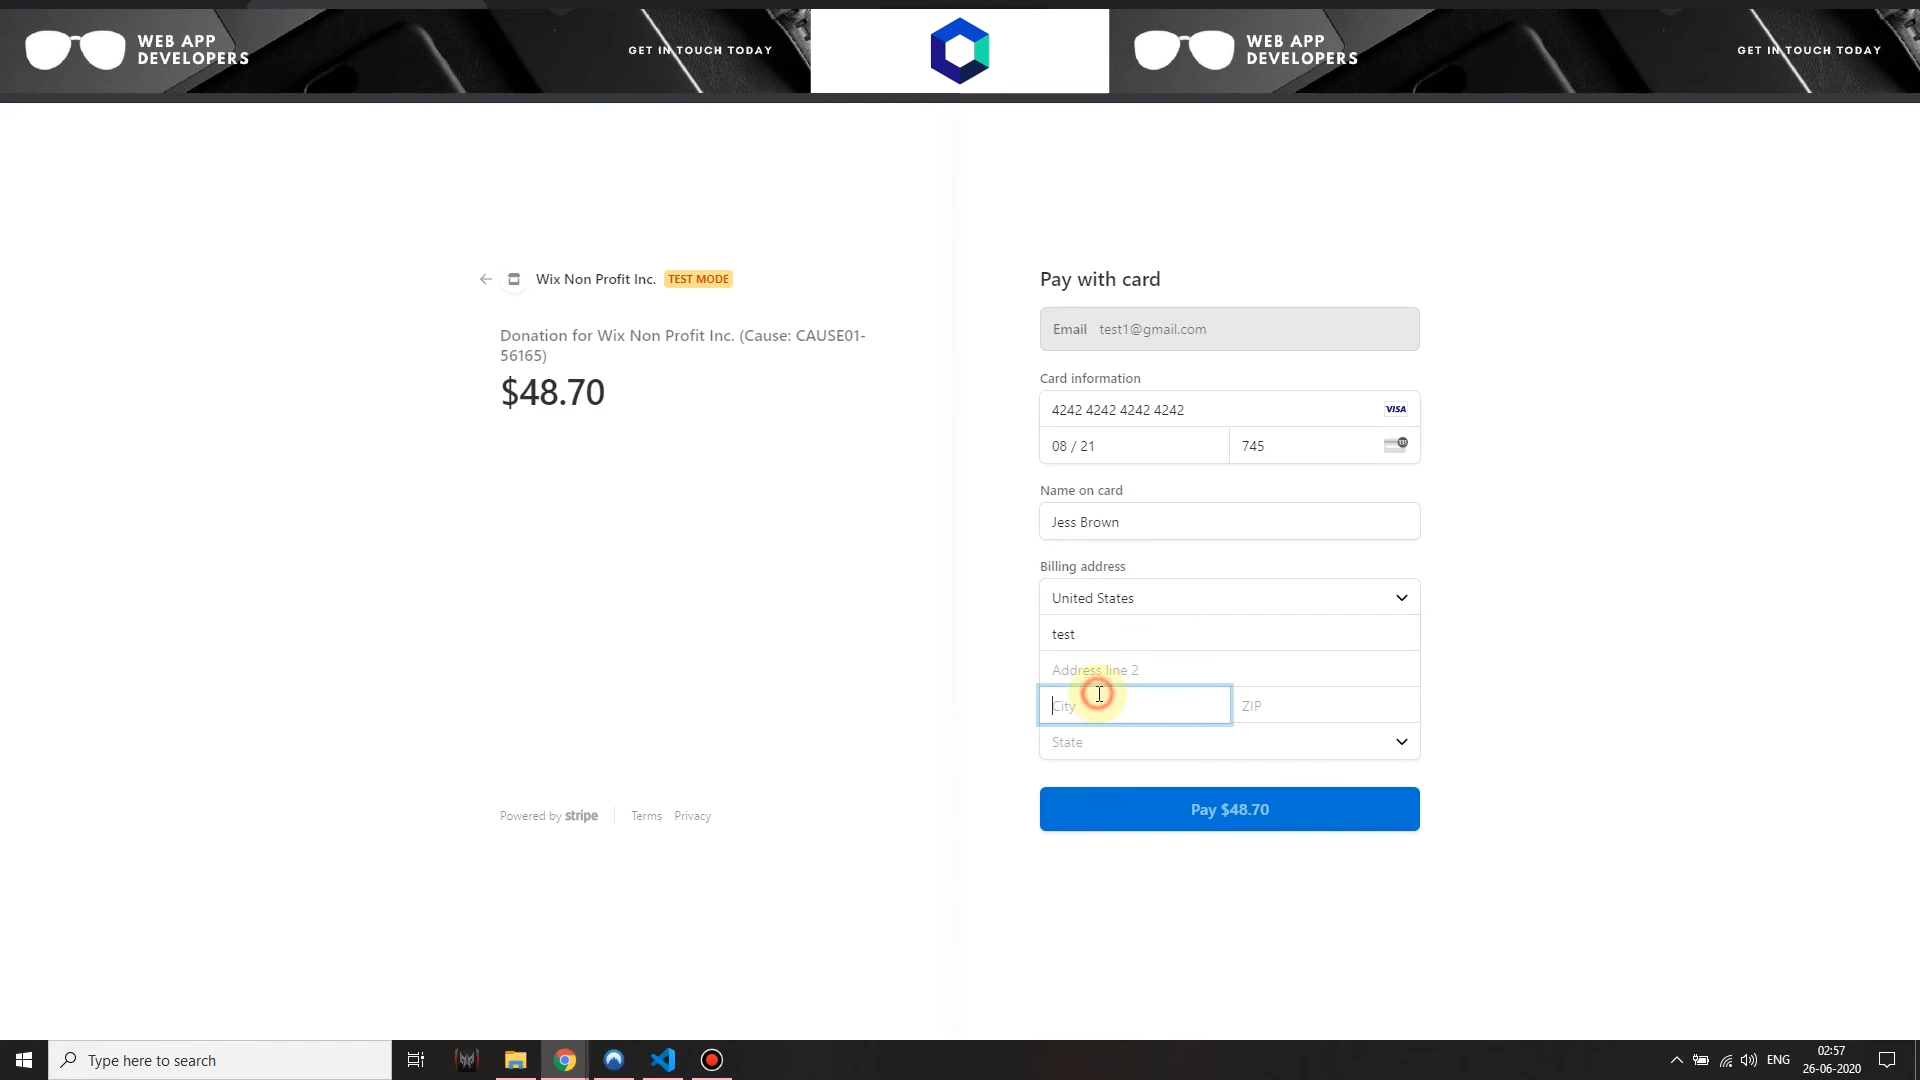 WEB APP
DEVELOPERS
GET IN TOUCH TODAY
WEB APP
DEVELOPERS
GET IN TOUCH TODAY
Wix Non Profit Inc. TEST MODE
Donation for Wix Non Profit Inc. (Cause: CAUSE01-
56165)
$48.70
Powered by stripe
Terms Privacy
Pay with card
Email test1@gmail.com
Card information
4242 4242 4242 4242 VISA
08 / 21 745
Name on card
Jess Brown
Billing address
United States
test
Address line 2
City ZIP
State
Pay $48.70
Type here to search
ENG
02:57
26-06-2020